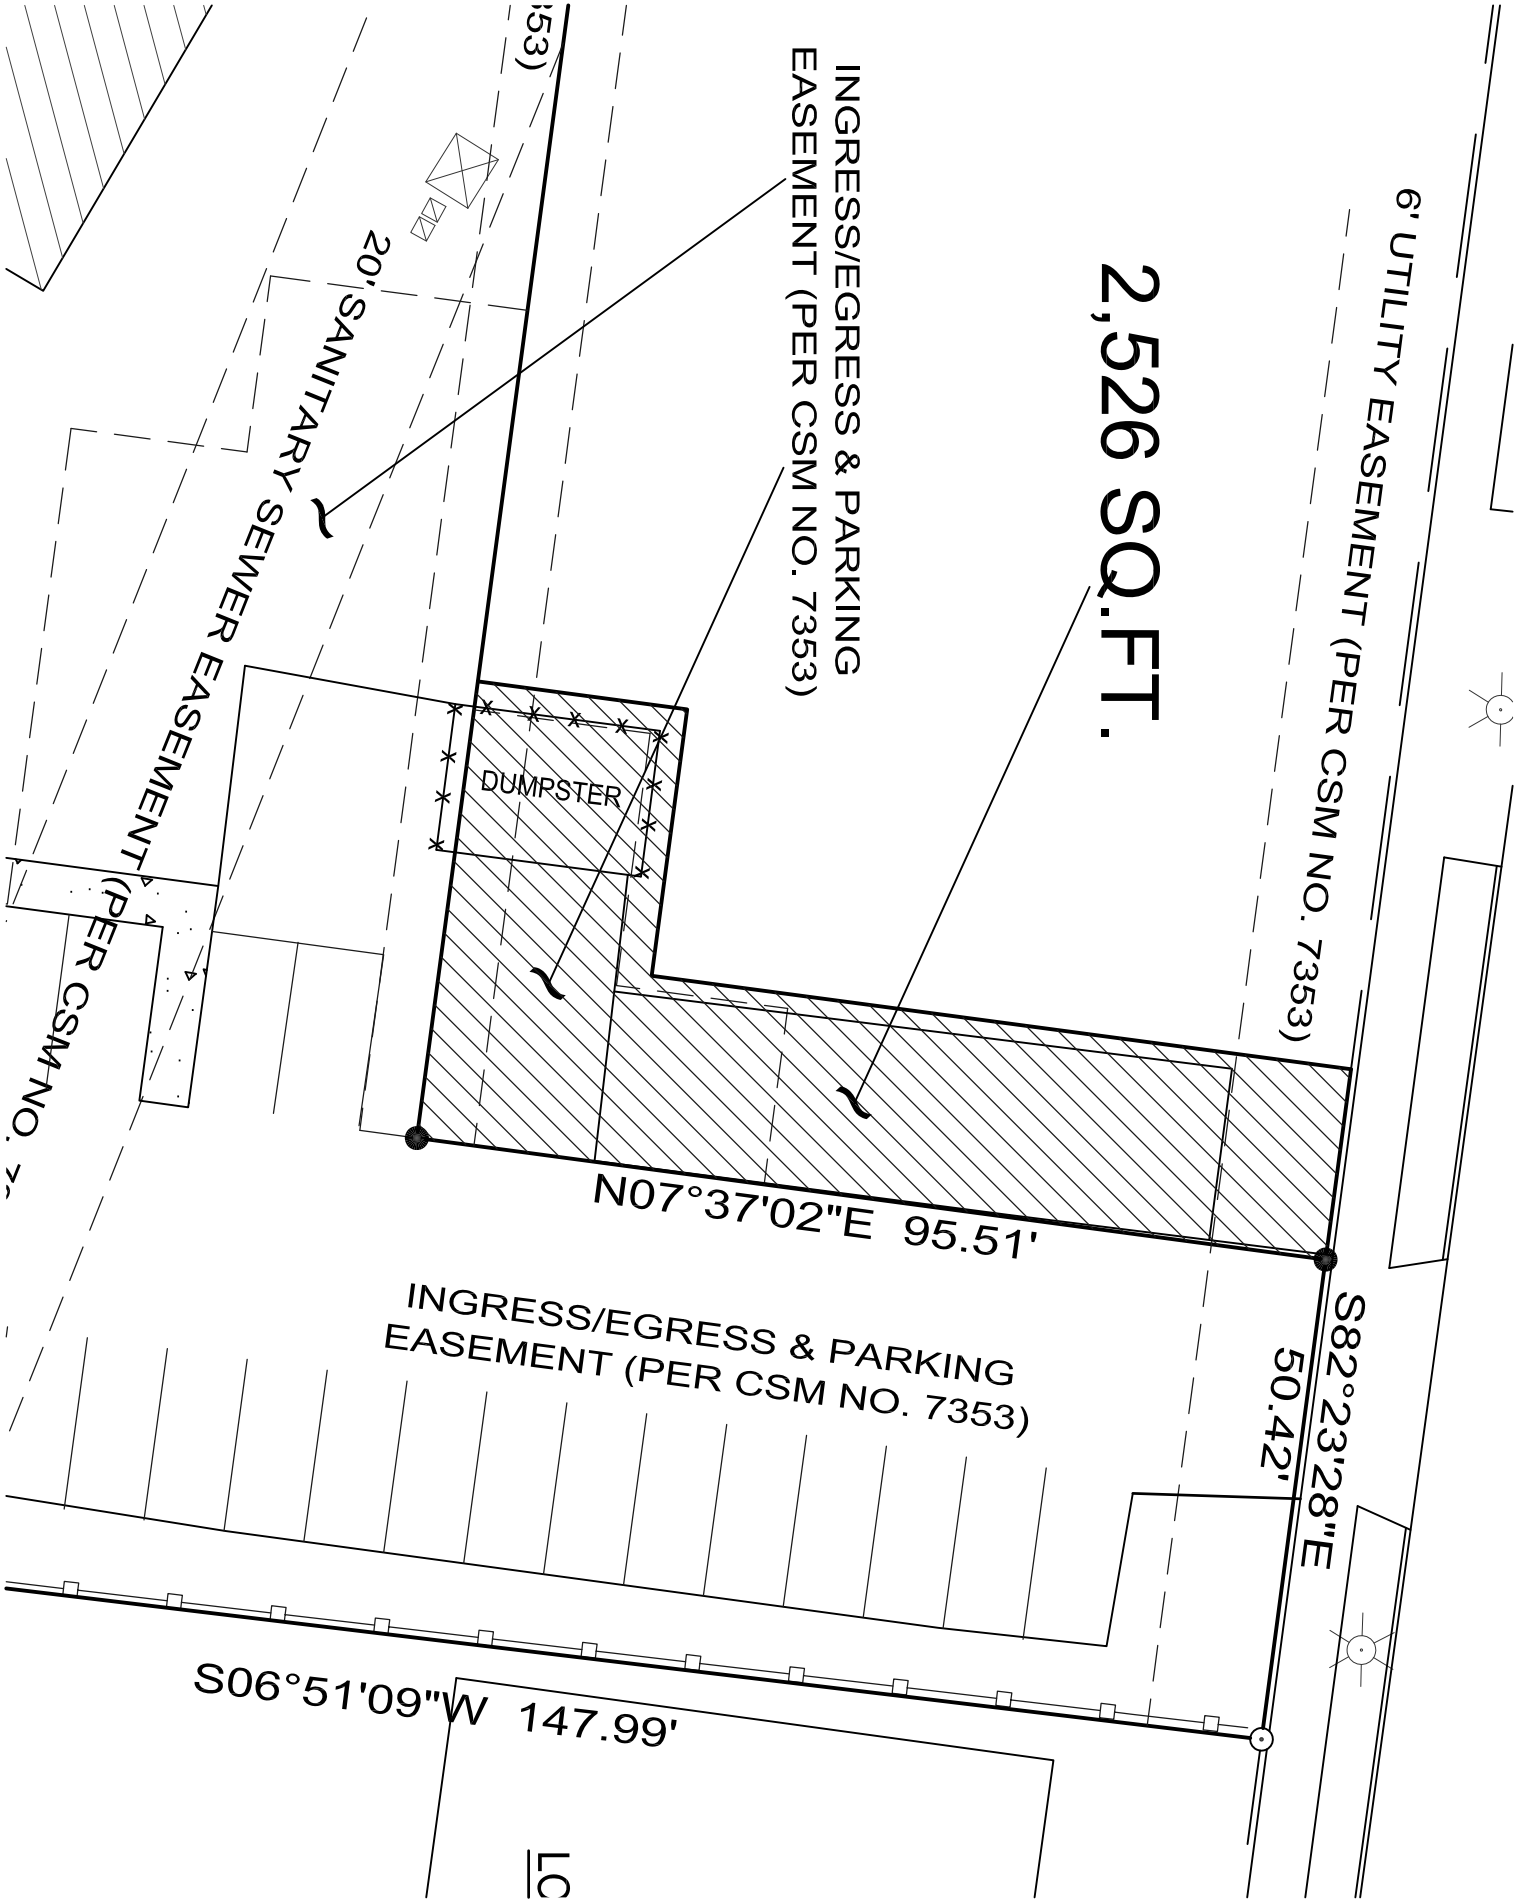 353)
INGRESS/EGRESS & PARKING
EASEMENT (PER CSM NO. 7353)
2,526 SQ.FT.
6' UTILITY EASEMENT (PER CSM NO. 7353)
20' SANITARY SEWER EASEMENT (PER CSM NO. 7
DUMPSTER
N07°37'02"E 95.51'
INGRESS/EGRESS & PARKING
EASEMENT (PER CSM NO. 7353)
S82°23'28"E
50.42'
S06°51'09"W 147.99'
LO